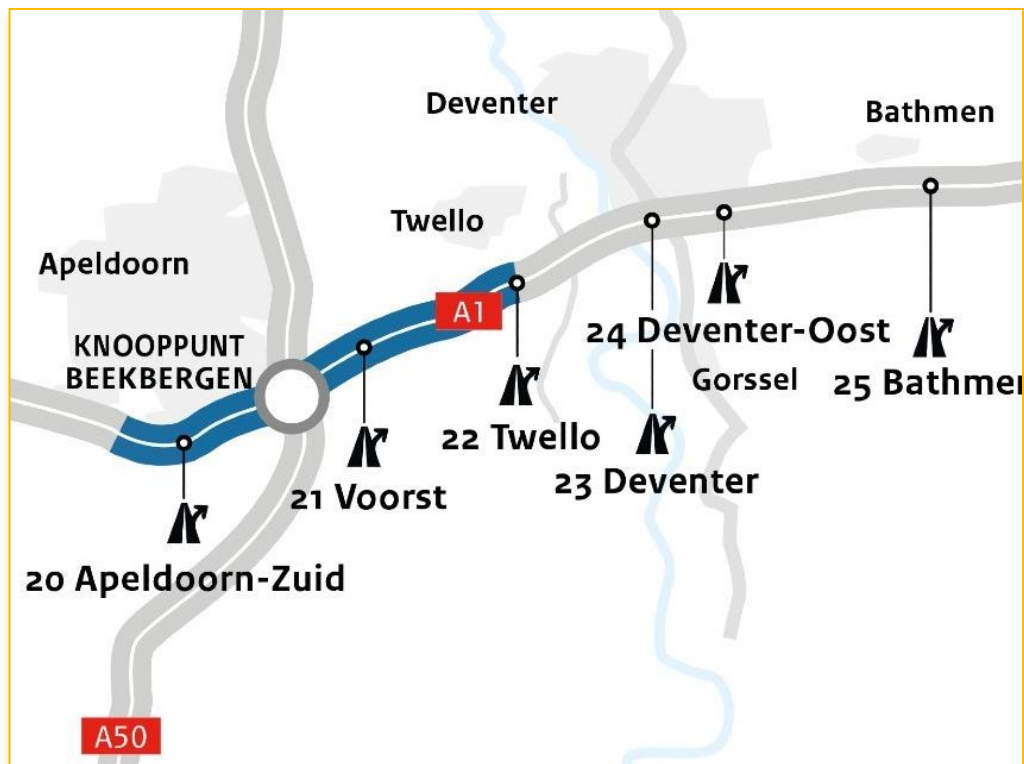 Deventer
Bathmen
Twello
Apeldoorn
A1
24 Deventer-Oost
KNOOPPUNT
BEEKBERGEN
Gorssel
25 Bathmen
22 Twello
23 Deventer
21 Voorst
20 Apeldoorn-Zuid
A50